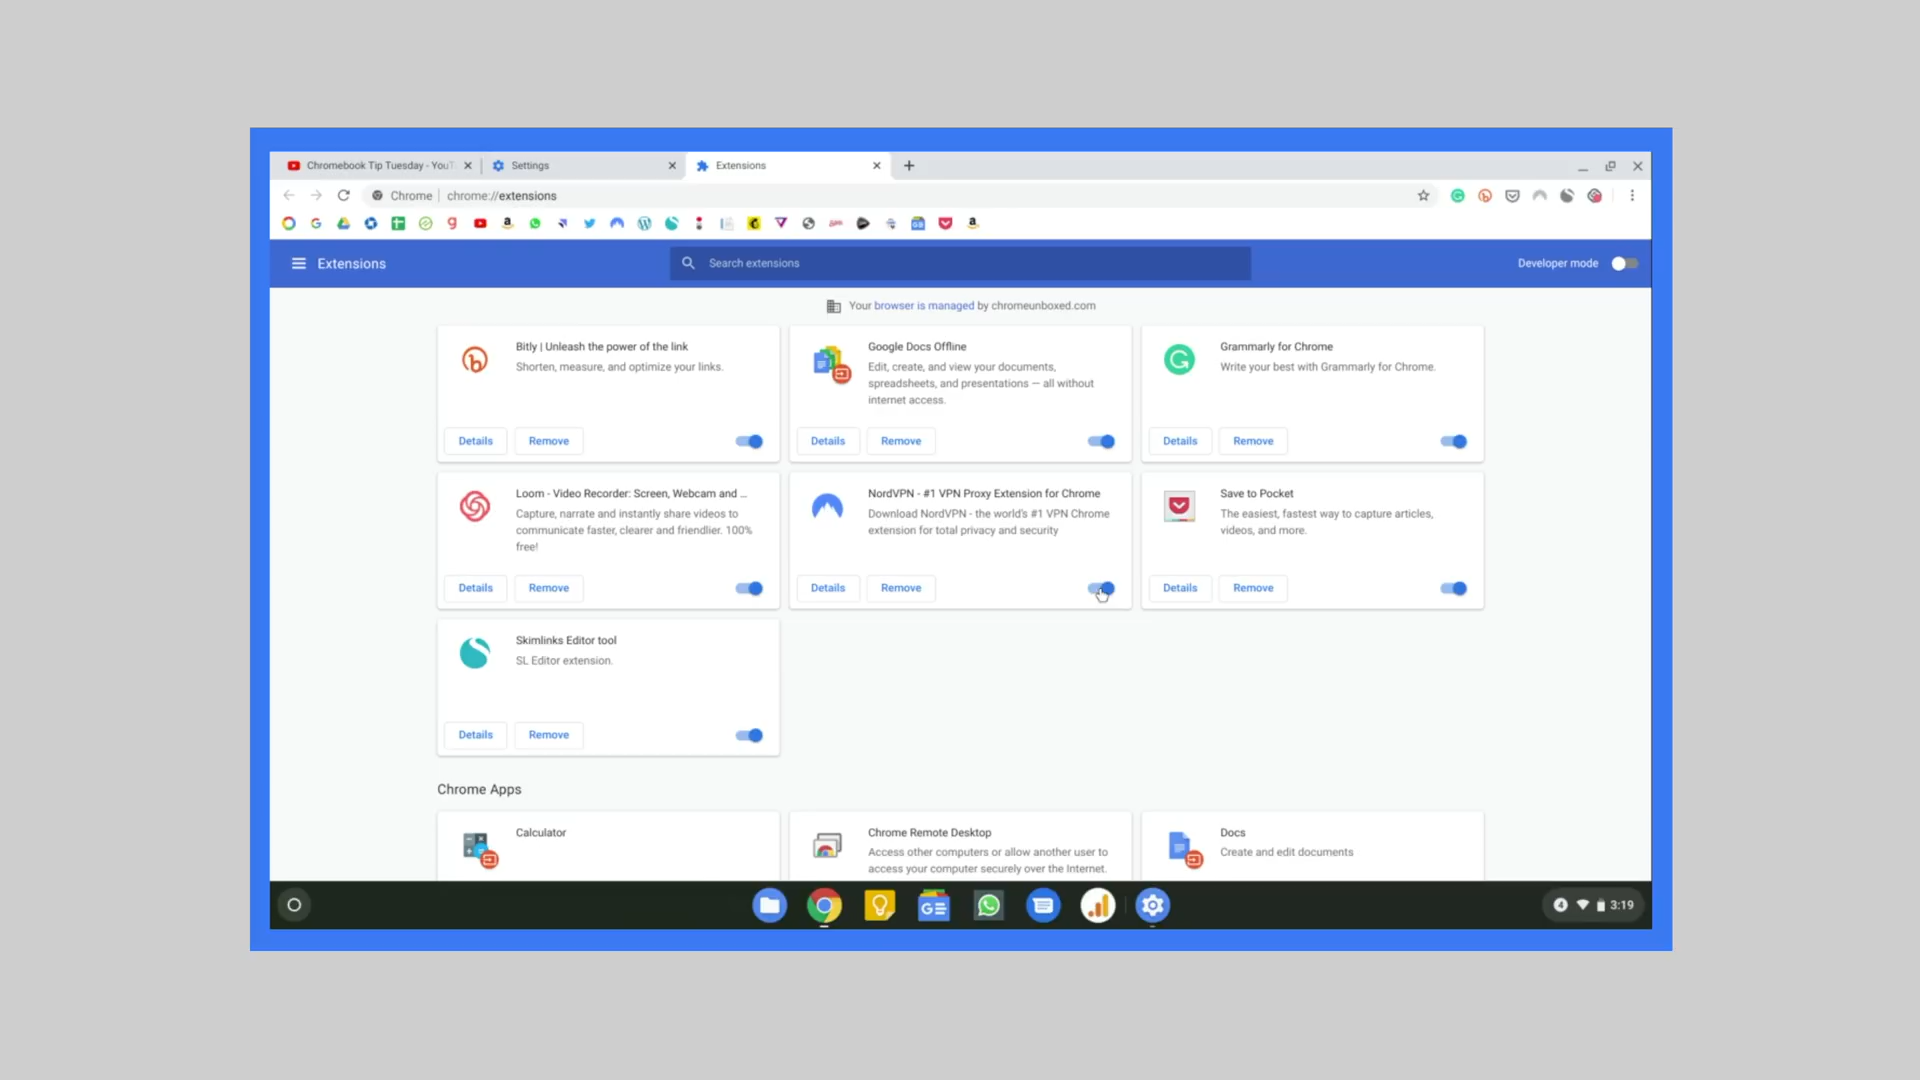 Chromebook Tip Tuesday - YouT
Settings
Extensions
Chrome
chrome://extensions
Extensions
Search extensions
Developer mode
Your browser is managed by chromeunboxed.com
Bitly | Unleash the power of the link
Shorten, measure, and optimize your links.
Details
Remove
Google Docs Offline
Edit, create, and view your documents,
spreadsheets, and presentations — all without
internet access.
Details
Remove
Grammarly for Chrome
Write your best with Grammarly for Chrome.
Details
Remove
Loom - Video Recorder: Screen, Webcam and ...
Capture, narrate and instantly share videos to
communicate faster, clearer and friendlier. 100%
free!
Details
Remove
NordVPN - #1 VPN Proxy Extension for Chrome
Download NordVPN - the world's #1 VPN Chrome
extension for total privacy and security
Details
Remove
Save to Pocket
The easiest, fastest way to capture articles,
videos, and more.
Details
Remove
Skimlinks Editor tool
SL Editor extension.
Details
Remove
Chrome Apps
Calculator
Chrome Remote Desktop
Access other computers or allow another user to
access your computer securely over the Internet.
Docs
Create and edit documents
4
3:19